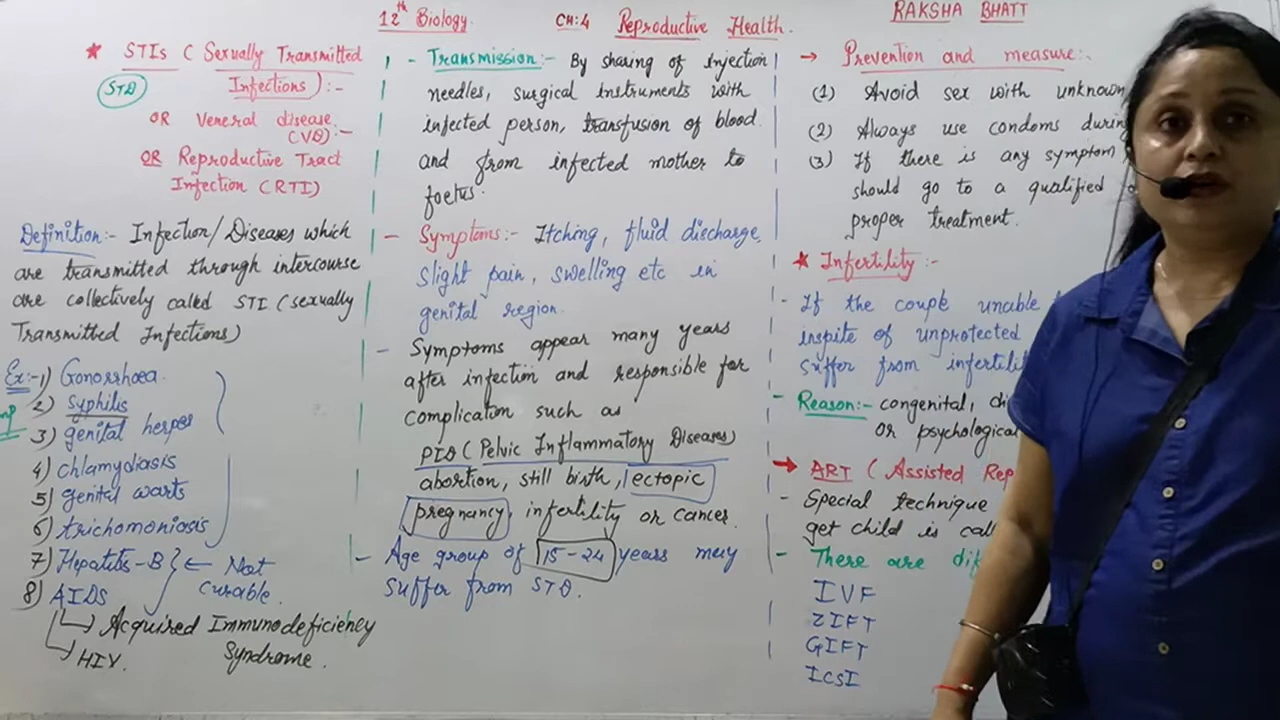 12th Biology CH:4 Reproductive Health. RAKSHA BHATT
* STIs ( Sexually Transmitted
STD Infections) :-
OR Veneral disease
(VD):-
OR Reproductive Tract
Infection (RTI)
Definition:- Infection/Diseases which
are transmitted through intercourse
are collectively called STI (sexually
Transmitted Infections)
Ex:-1) Gonorrhoea.
2) syphilis
3) genital herpes
4) chlamydiasis
5) genital warts
6) trichomoniasis
7) Hepatitis-B } ← Not
8) AIDS curable.
→ Acquired Immunodeficiency
Syndrome.
→ HIV.
- Transmission:- By sharing of injection
needles, surgical instruments with
infected person, transfusion of blood
and from infected mother to
foetus.
- Symptoms:- Itching, fluid discharge,
slight pain, swelling etc in
genital region.
- Symptoms appear many years
after infection and responsible for
complication such as
PID (Pelvic Inflammatory Diseases)
abortion, still birth, ectopic
pregnancy, infertility or cancer.
- Age group of 15-24 years may
suffer from STD.
→ Prevention and measure:-
(1) Avoid sex with unknown
(2) Always use condoms during
(3) If there is any symptom
should go to a qualified
proper treatment.
* Infertility:-
- If the couple unable
inspite of unprotected
suffer from
- Reason:- congenital,
or psychological
→ ART ( Assisted
- Special technique
get child is
- There are
IVF
ZIFT
GIFT
ICSI